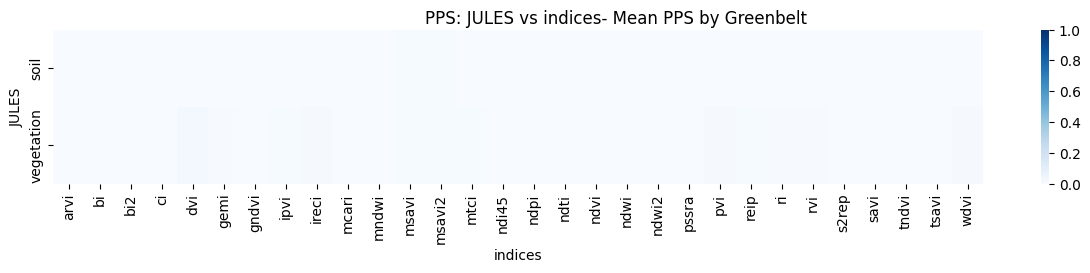 PPS: JULES vs indices- Mean PPS by Greenbelt
JULES
soil
vegetation
arvi
bi
bi2
ci
dvi
gemi
gndvi
ipvi
ireci
mcari
mndwi
msavi
msavi2
mtci
ndi45
ndpi
ndti
ndvi
ndwi
ndwi2
pssra
pvi
reip
ri
rvi
s2rep
savi
tndvi
tsavi
wdvi
indices
1.0
0.8
0.6
0.4
0.2
0.0